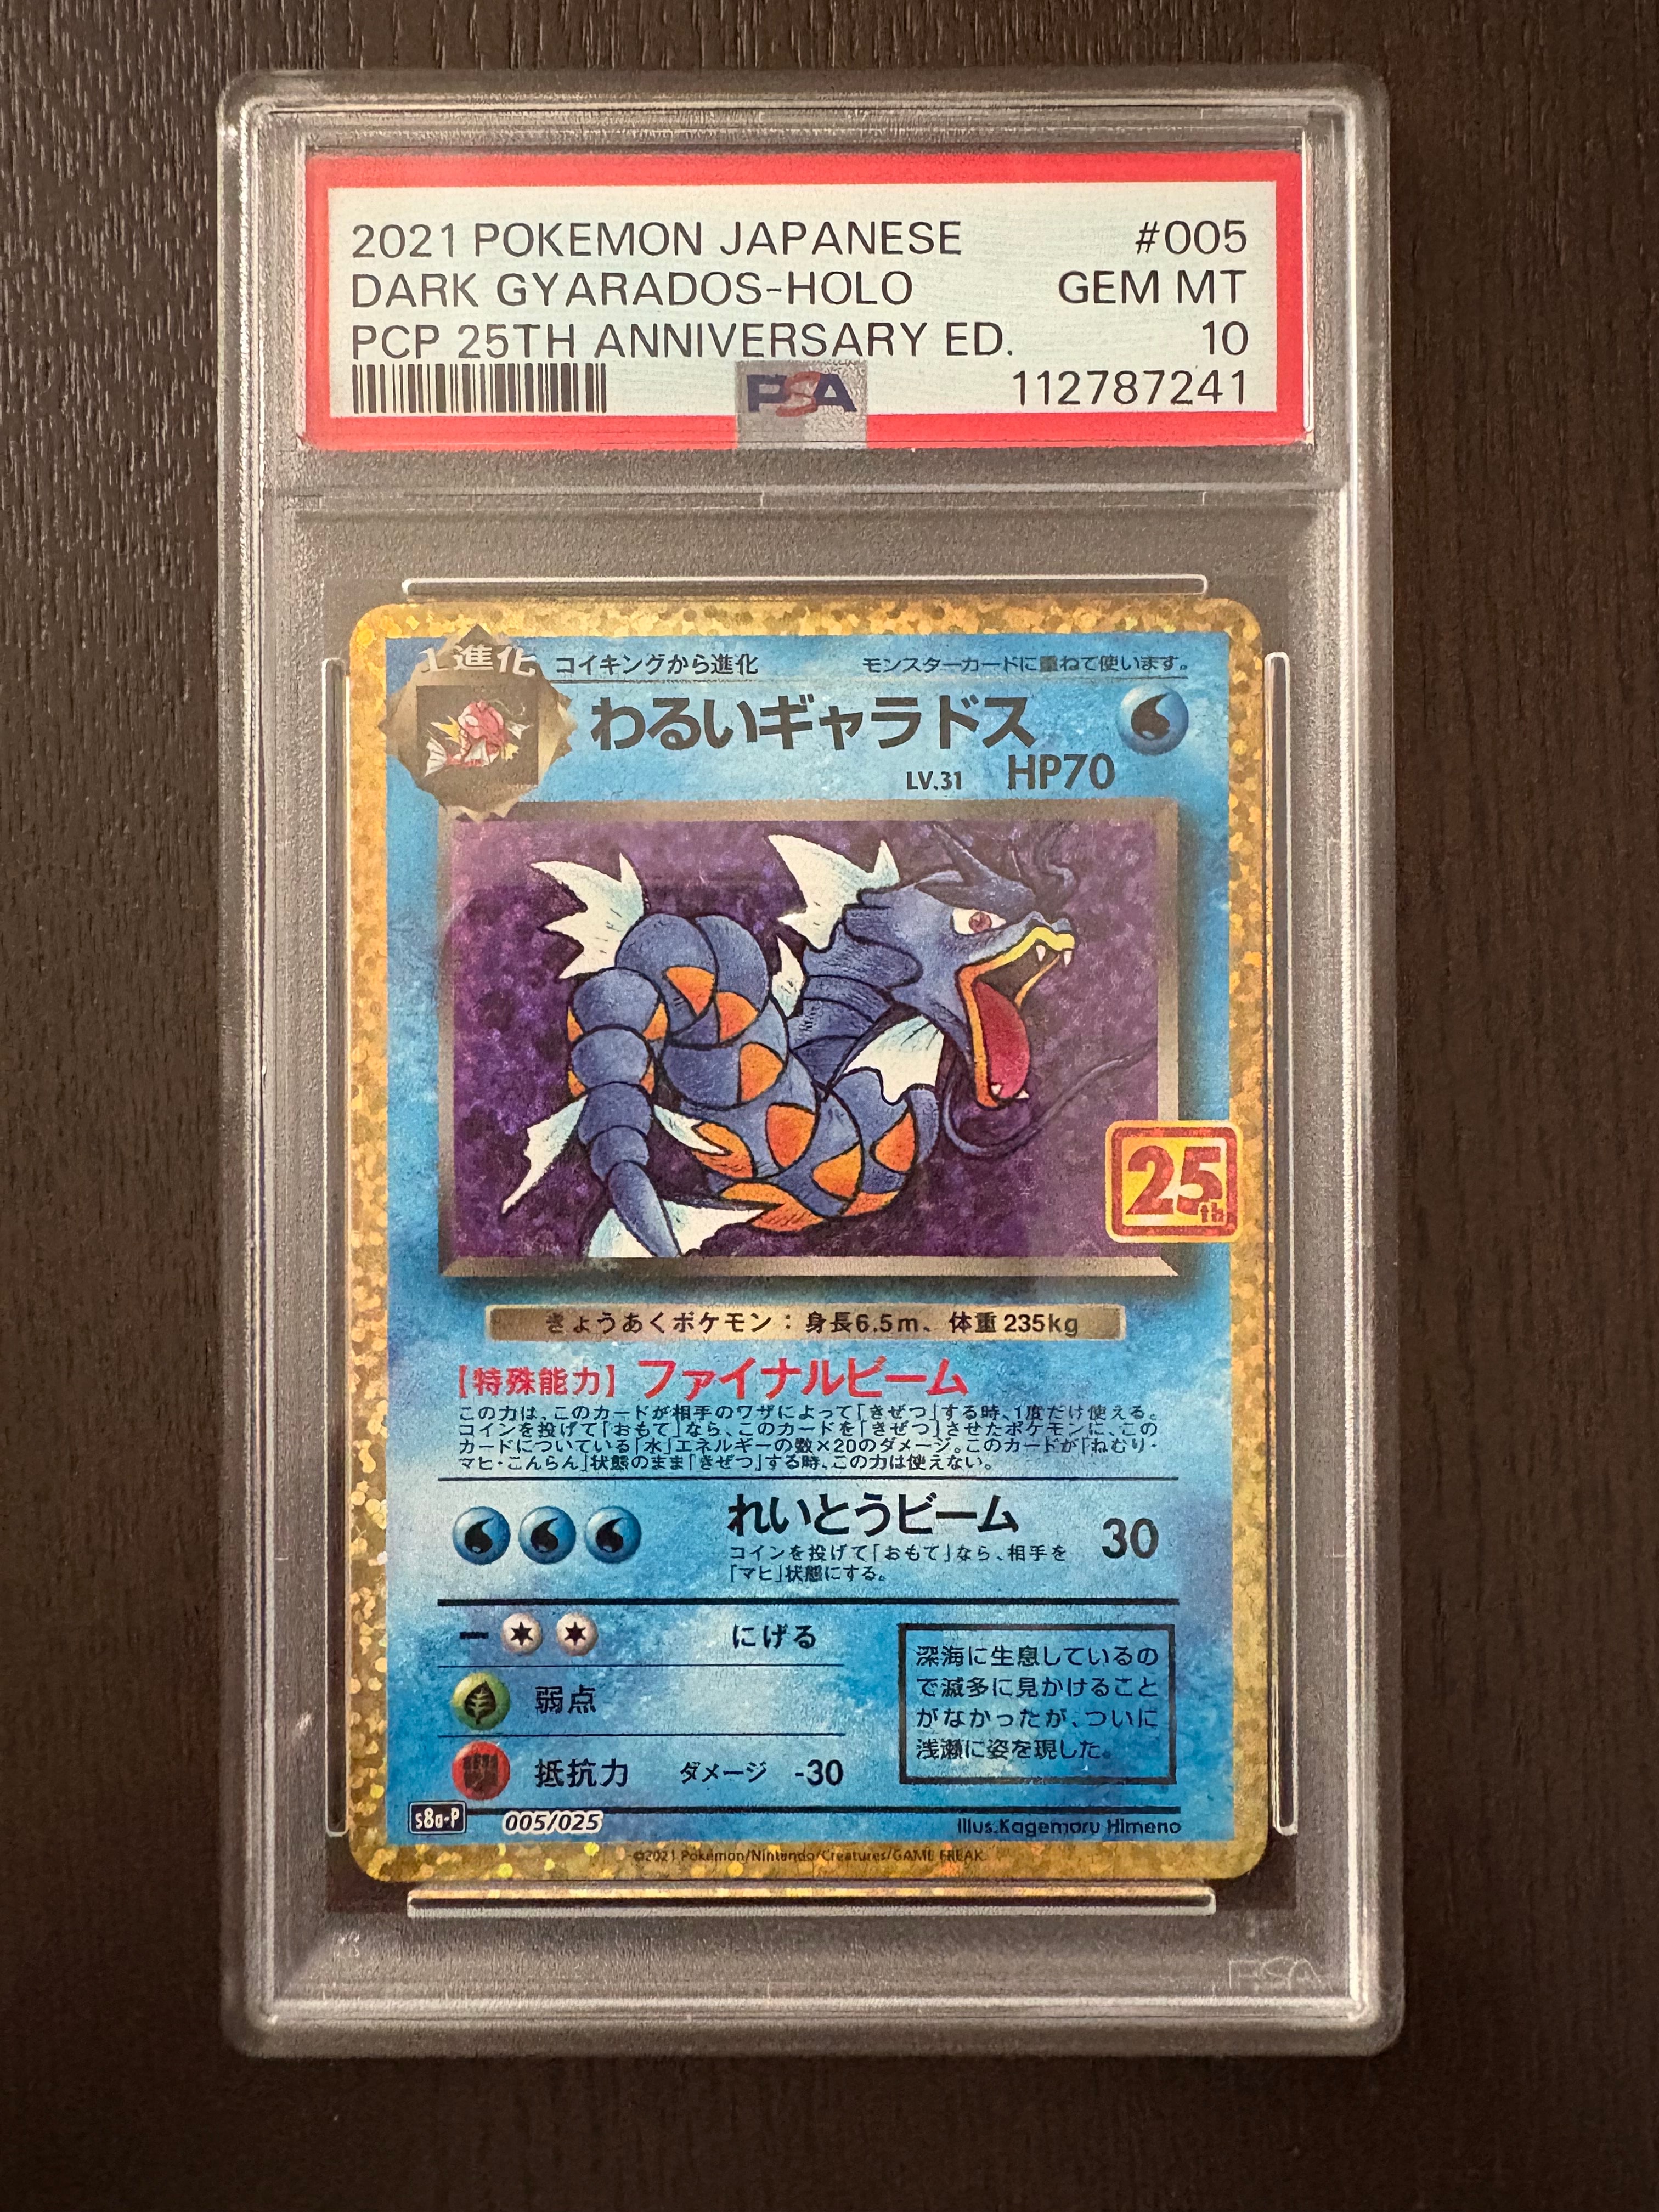 2021 POKEMON JAPANESE #005
DARK GYARADOS-HOLO GEM MT
PCP 25TH ANNIVERSARY ED. 10
PSA 112787241
1進化 コイキングから進化 モンスターカードに重ねて使います。
わるいギャラドス
LV.31 HP70
25th
きょうあくポケモン：身長6.5m、体重235kg
【特殊能力】ファイナルビーム
この力は、このカードが相手のワザによって「きぜつ」する時、1度だけ使える。
コインを投げて「おもて」なら、このカードを「きぜつ」させたポケモンに、この
カードについている「水」エネルギーの数×20のダメージ。このカードが「ねむり・
マヒ・こんらん」状態のまま「きぜつ」する時、この力は使えない。
れいとうビーム 30
コインを投げて「おもて」なら、相手を
「マヒ」状態にする。
にげる
弱点
抵抗力 ダメージ -30
深海に生息しているの
で滅多に見かけること
がなかったが、ついに
浅瀬に姿を現した。
s8a-P 005/025 Illus.Kagemaru Himeno
©2021 Pokémon/Nintendo/Creatures/GAME FREAK.
PSA